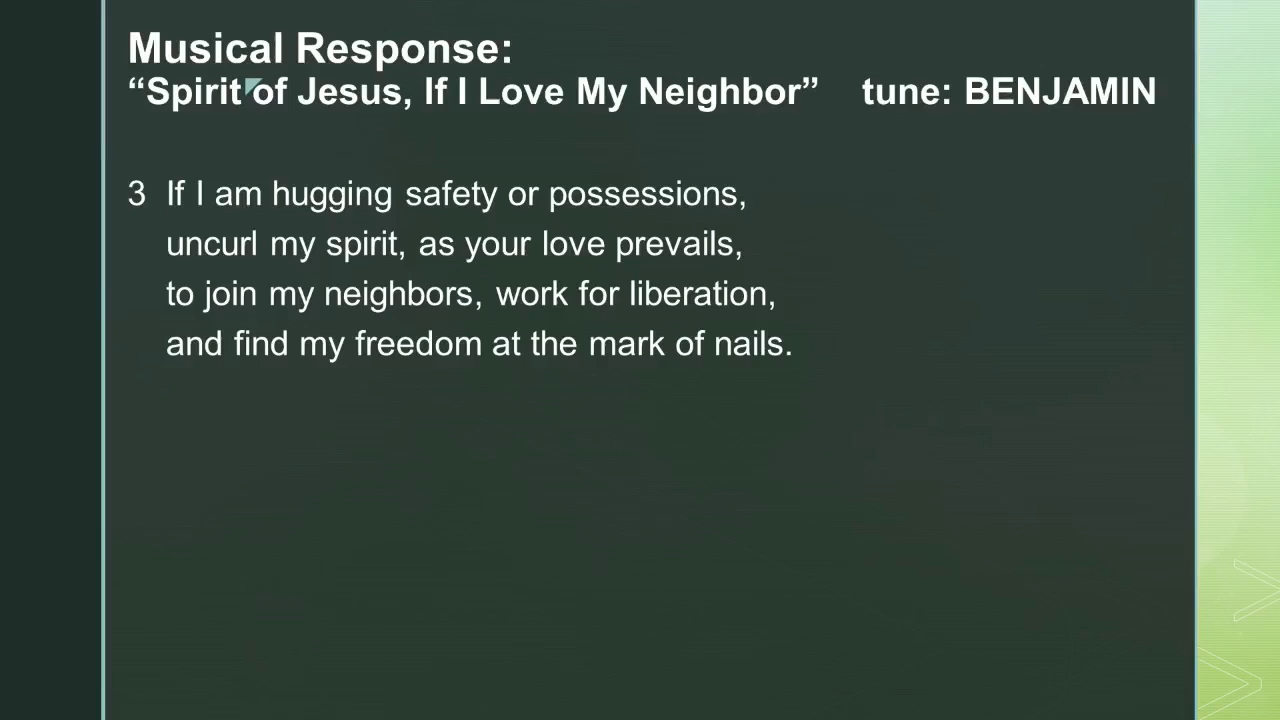 Musical Response:
“Spirit of Jesus, If I Love My Neighbor” tune: BENJAMIN
3 If I am hugging safety or possessions,
uncurl my spirit, as your love prevails,
to join my neighbors, work for liberation,
and find my freedom at the mark of nails.